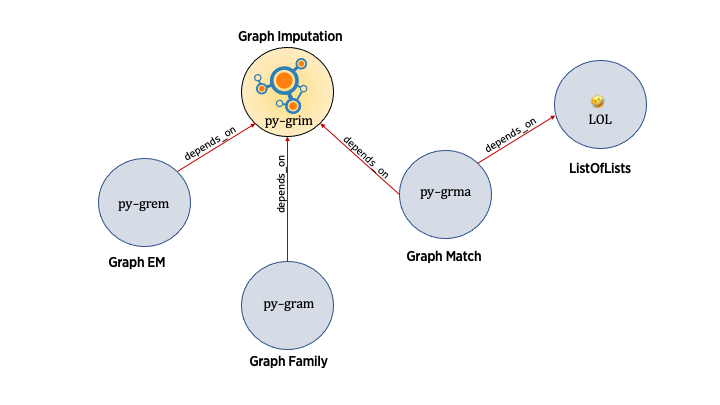 Graph Imputation
py-grim
LOL
ListOfLists
depends_on
depends_on
depends_on
depends_on
py-grem
Graph EM
py-grma
Graph Match
py-gram
Graph Family